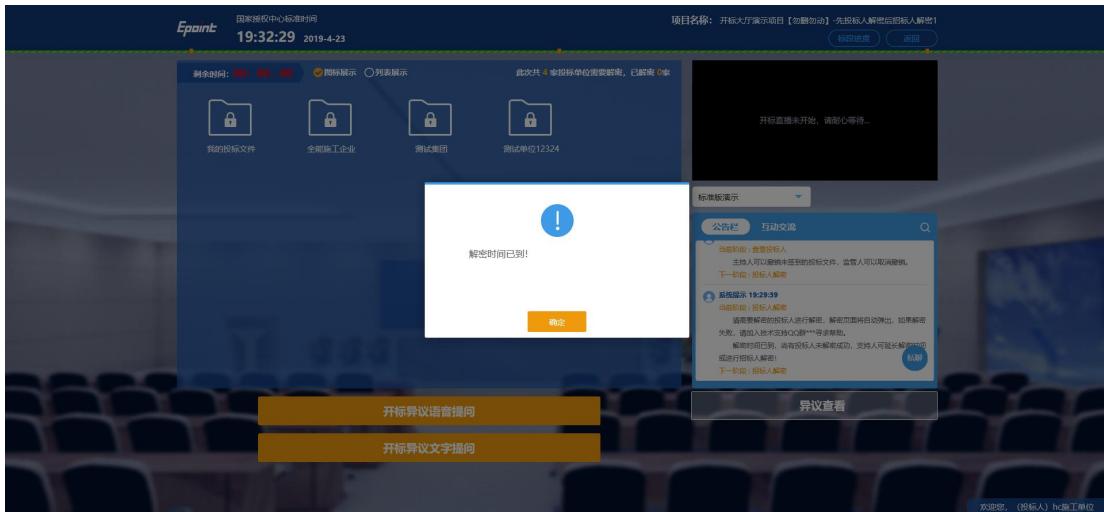 Epoint
国家授权中心标准时间
19:32:29 2019-4-23
项目名称： 开标大厅演示项目【勿删勿动】-先投标人解密后招标人解密1
标段进度
返回
剩余时间： 00：00：00
图标展示 列表展示
此次共 4 家投标单位需要解密，已解密 0家
我的投标文件
全能施工企业
测试集团
测试单位12324
开标直播未开始，请耐心等待...
标准版演示
公告栏 互动交流
当前阶段：查看投标人
主持人可以撤销未签到的投标文件，监管人可以取消撤销。
下一阶段：投标人解密
系统提示 19:29:39
当前阶段：投标人解密
请需要解密的投标人进行解密，解密页面将自动弹出，如果解密
失败，请加入技术支持QQ群***寻求帮助。
解密时间已到，尚有投标人未解密成功，支持人可延长解密时间
或进行招标人解密！
下一阶段：招标人解密
私聊
解密时间已到!
确定
开标异议语音提问
异议查看
开标异议文字提问
欢迎您，（投标人）hc施工单位